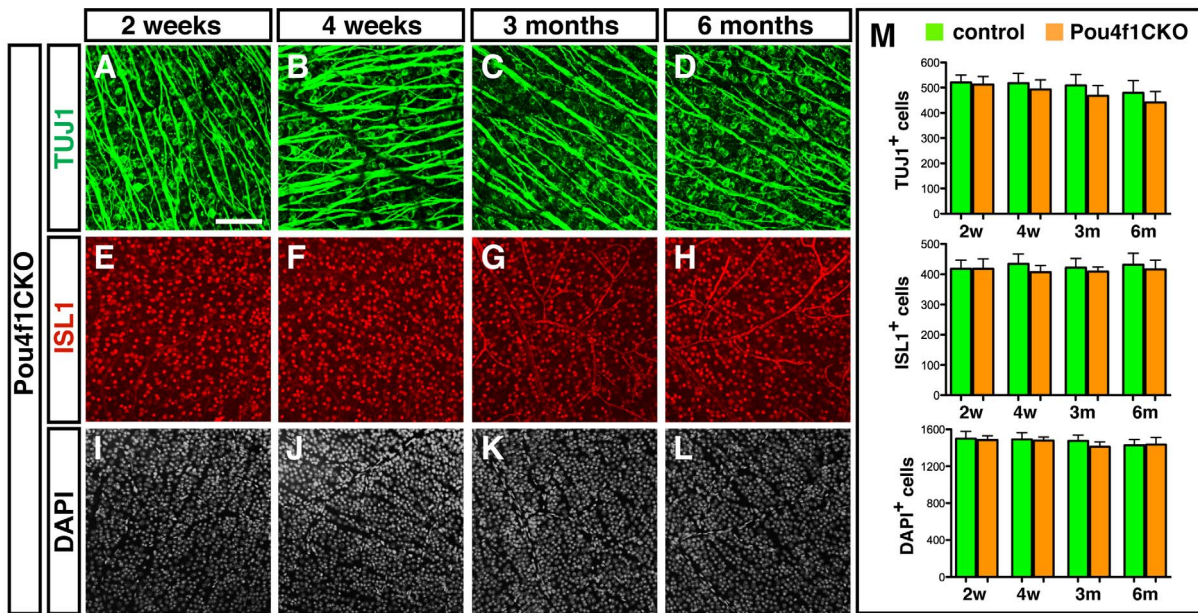 2 weeks 4 weeks 3 months 6 months
Pou4f1CKO
TUJ1
A B C D
ISL1
E F G H
DAPI
I J K L
M control Pou4f1CKO
TUJ1+ cells
600
500
400
300
200
100
0
2w 4w 3m 6m
ISL1+ cells
500
400
300
200
100
0
2w 4w 3m 6m
DAPI+ cells
1600
1200
800
400
0
2w 4w 3m 6m